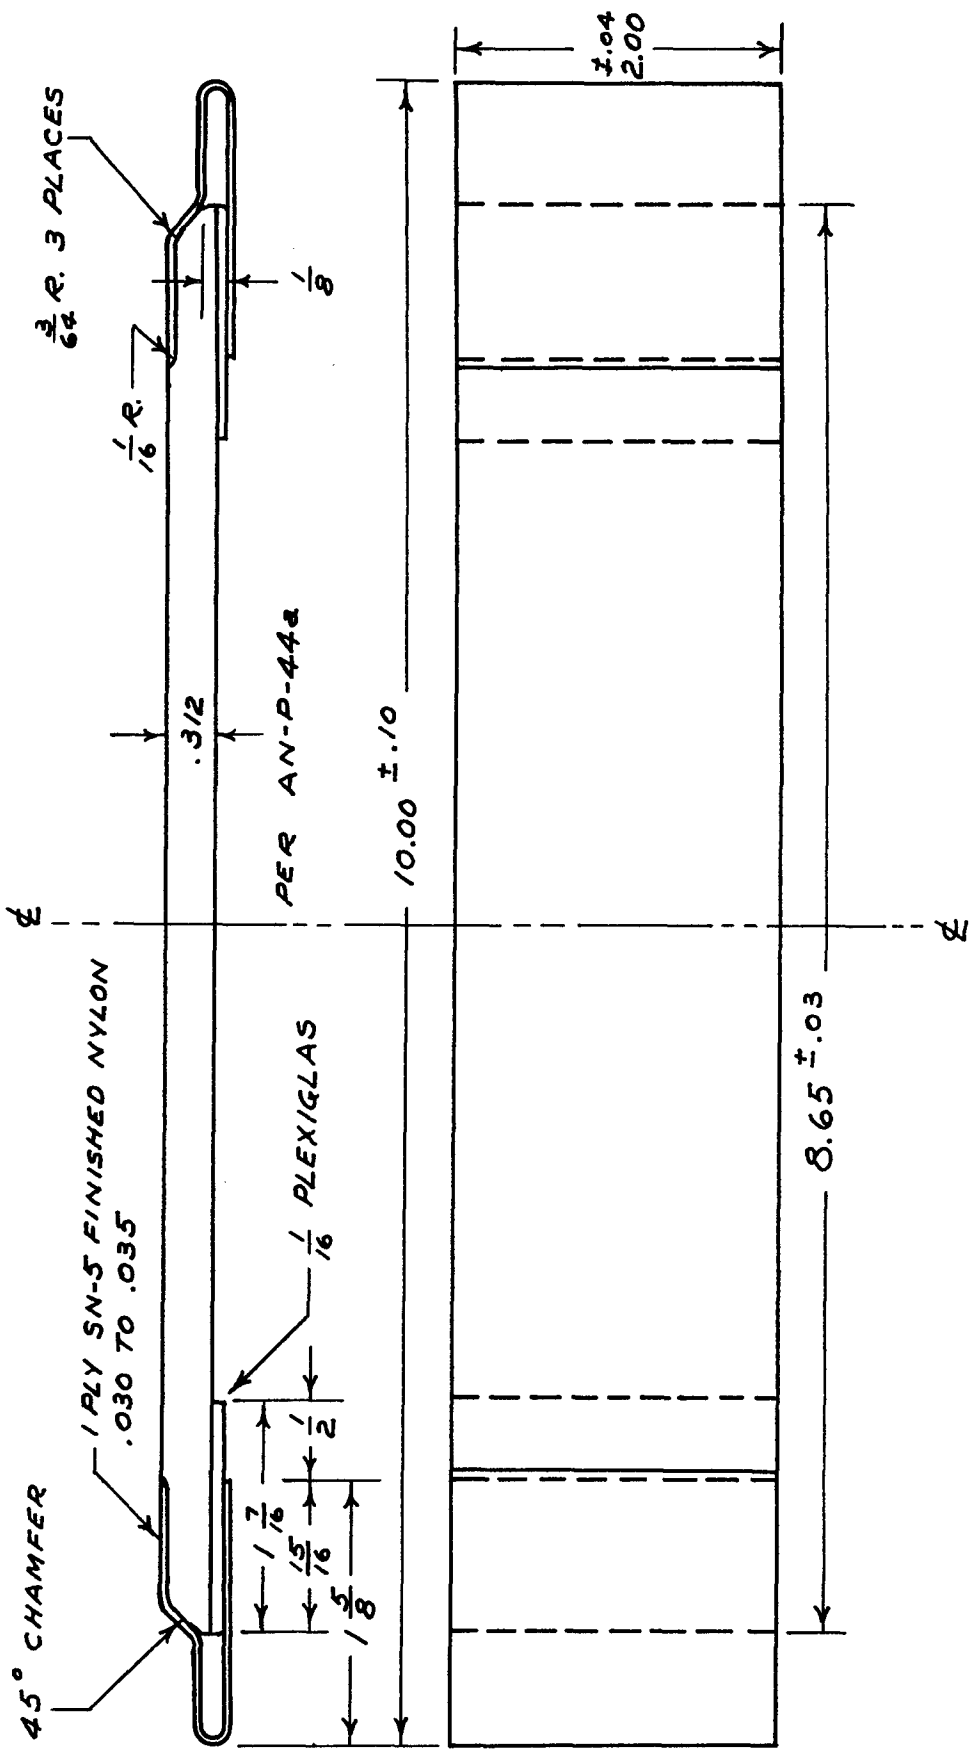 45° CHAMFER
1 PLY SN-5 FINISHED NYLON
.030 TO .035
℄
1/16 R.
3/64 R. 3 PLACES
.312
1/8
PER AN-P-44a
1/16 PLEXIGLAS
1 7/16
1/2
15/16
1 5/8
10.00 ±.10
±.04
2.00
8.65 ±.03
℄